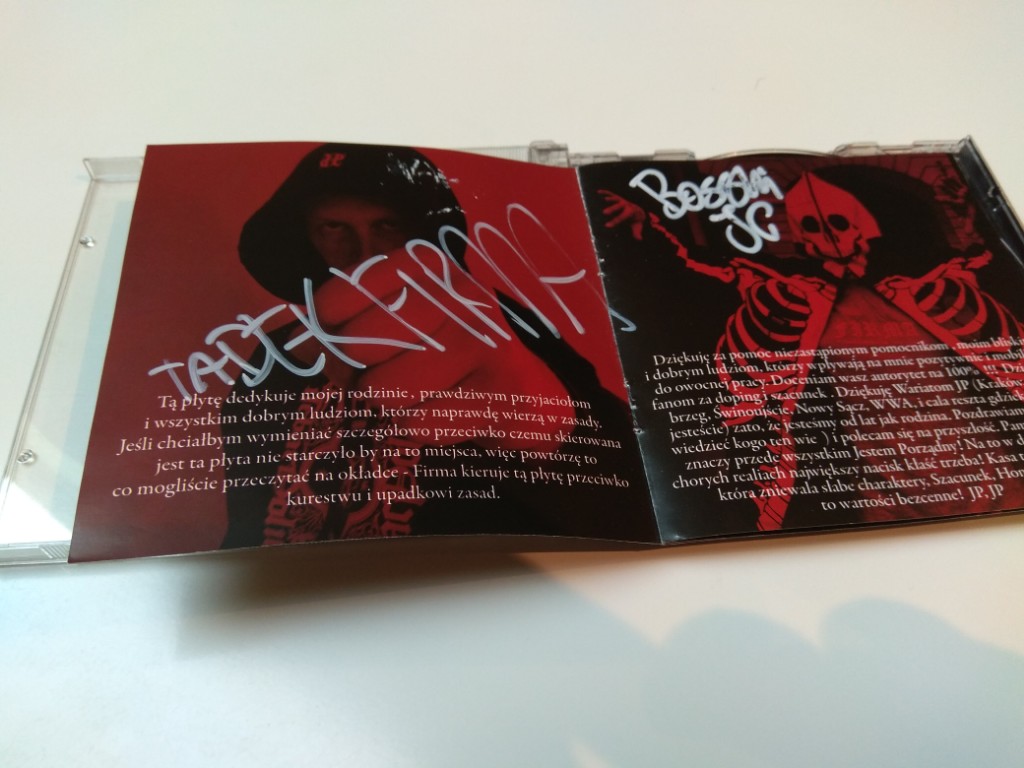 TADEK FIRMA
Tą płytę dedykuje mojej rodzinie, prawdziwym przyjaciołom
i wszystkim dobrym ludziom, którzy naprawdę wierzą w zasady.
Jeśli chciałbym wymieniać szczegółowo przeciwko czemu skierowana
jest ta płyta nie starczyło by na to miejsca, więc powtórzę to
co mogliście przeczytać na okładce - Firma kieruje tą płytę przeciwko
kurestwu i upadkowi zasad.
JC
Dziękuję za pomoc niezastąpionym pomocnikom, moim
i dobrym ludziom, którzy wpływają na mnie pozytywnie i
do owocnej pracy. Doceniam wasz autorytet na 100%
fanom za doping i szacunek. Dziękuję Wariatom JP (Kraków,
brzeg, Świnoujście, Nowy Sącz, WWA, i cała reszta
jesteście) zato, że jesteśmy od lat jak rodzina. Pozdrawiam
wiedzieć kogo ten wie ) i polecam się na przyszłość.
znaczy przede wszystkim Jestem Porządny! Na to w
chorych realiach największy nacisk kłaść trzeba! Kasa
która zniewala słabe charaktery, Szacunek,
to wartości bezcenne! JP, JP